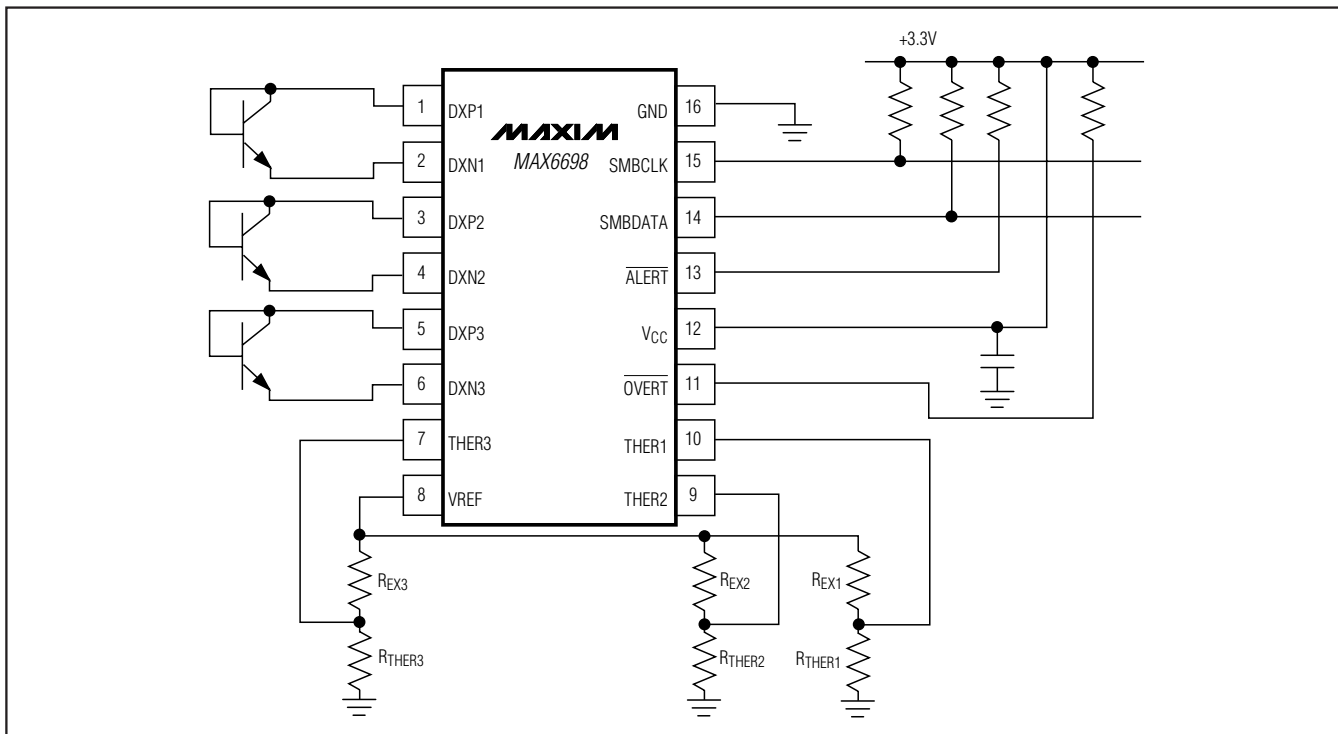 +3.3V
1 DXP1
GND 16
MAXIM
MAX6698
2 DXN1
SMBCLK 15
3 DXP2
SMBDATA 14
4 DXN2
ALERT 13
5 DXP3
VCC 12
6 DXN3
OVERT 11
7 THER3
THER1 10
8 VREF
THER2 9
REX3
REX2
REX1
RTHER3
RTHER2
RTHER1